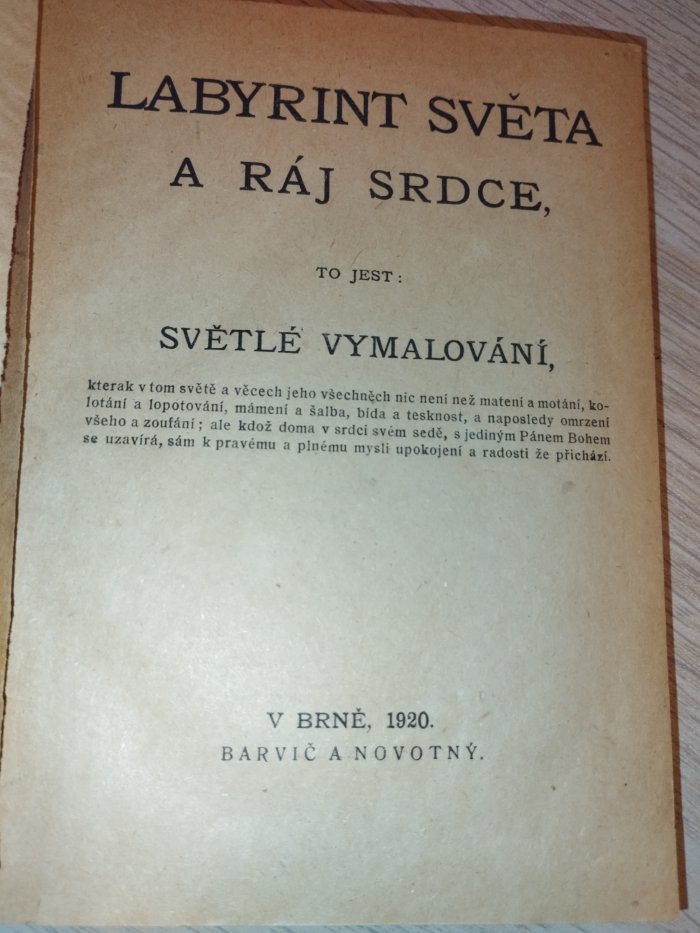 LABYRINT SVĚTA
A RÁJ SRDCE,
TO JEST:
SVĚTLÉ VYMALOVÁNÍ,
kterak v tom světě a věcech jeho všechněch nic není než matení a motání, ko-
lotání a lopotování, mámení a šalba, bída a tesknost, a naposledy omrzení
všeho a zoufání; ale kdož doma v srdci svém sedě, s jediným Pánem Bohem
se uzavírá, sám k pravému a plnému mysli upokojení a radosti že přichází.
V BRNĚ, 1920.
BARVIČ A NOVOTNÝ.